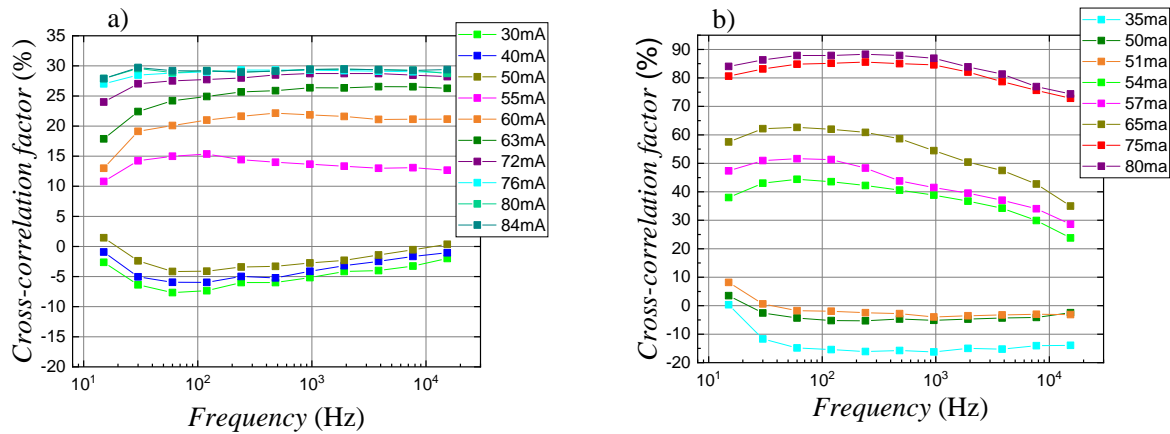 a)
Cross-correlation factor (%)
35
30
25
20
15
10
5
0
-5
-10
-15
-20
10¹
10²
10³
10⁴
Frequency (Hz)
30mA
40mA
50mA
55mA
60mA
63mA
72mA
76mA
80mA
84mA
b)
Cross-correlation factor (%)
90
80
70
60
50
40
30
20
10
0
-10
-20
10¹
10²
10³
10⁴
Frequency (Hz)
35ma
50ma
51ma
54ma
57ma
65ma
75ma
80ma